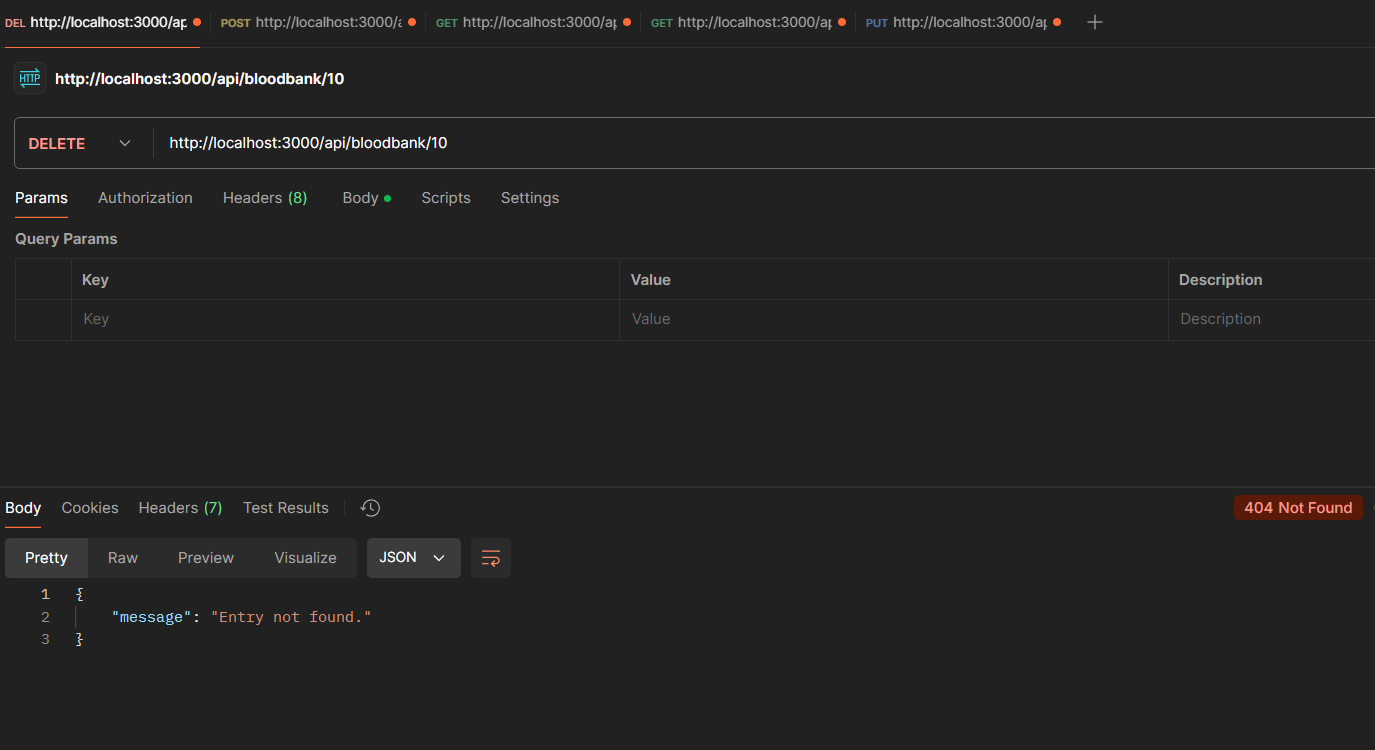 DEL http://localhost:3000/ap POST http://localhost:3000/a GET http://localhost:3000/ap GET http://localhost:3000/ap PUT http://localhost:3000/ap
HTTP http://localhost:3000/api/bloodbank/10
DELETE http://localhost:3000/api/bloodbank/10
Params Authorization Headers (8) Body Scripts Settings
Query Params
Key Value Description
Key Value Description
Body Cookies Headers (7) Test Results 404 Not Found
Pretty Raw Preview Visualize JSON
1 {
2 "message": "Entry not found."
3 }